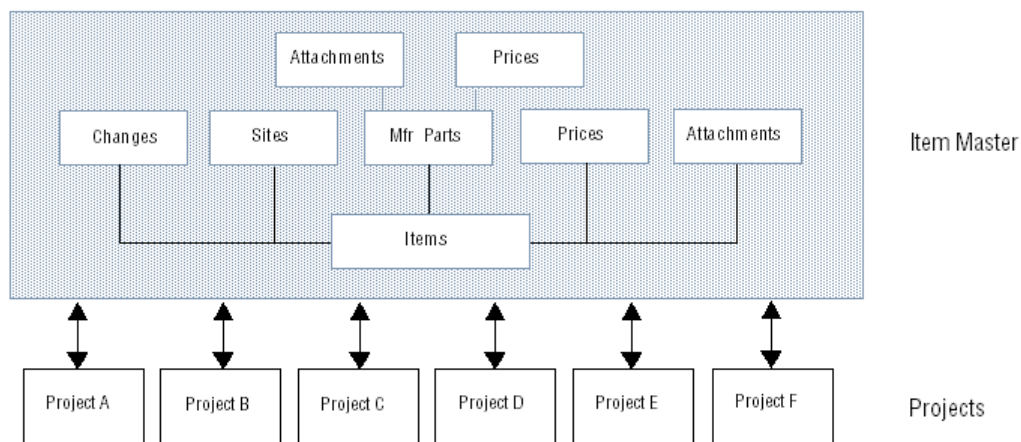 Attachments
Prices
Changes
Sites
Mfr Parts
Prices
Attachments
Item Master
Items
Project A
Project B
Project C
Project D
Project E
Project F
Projects